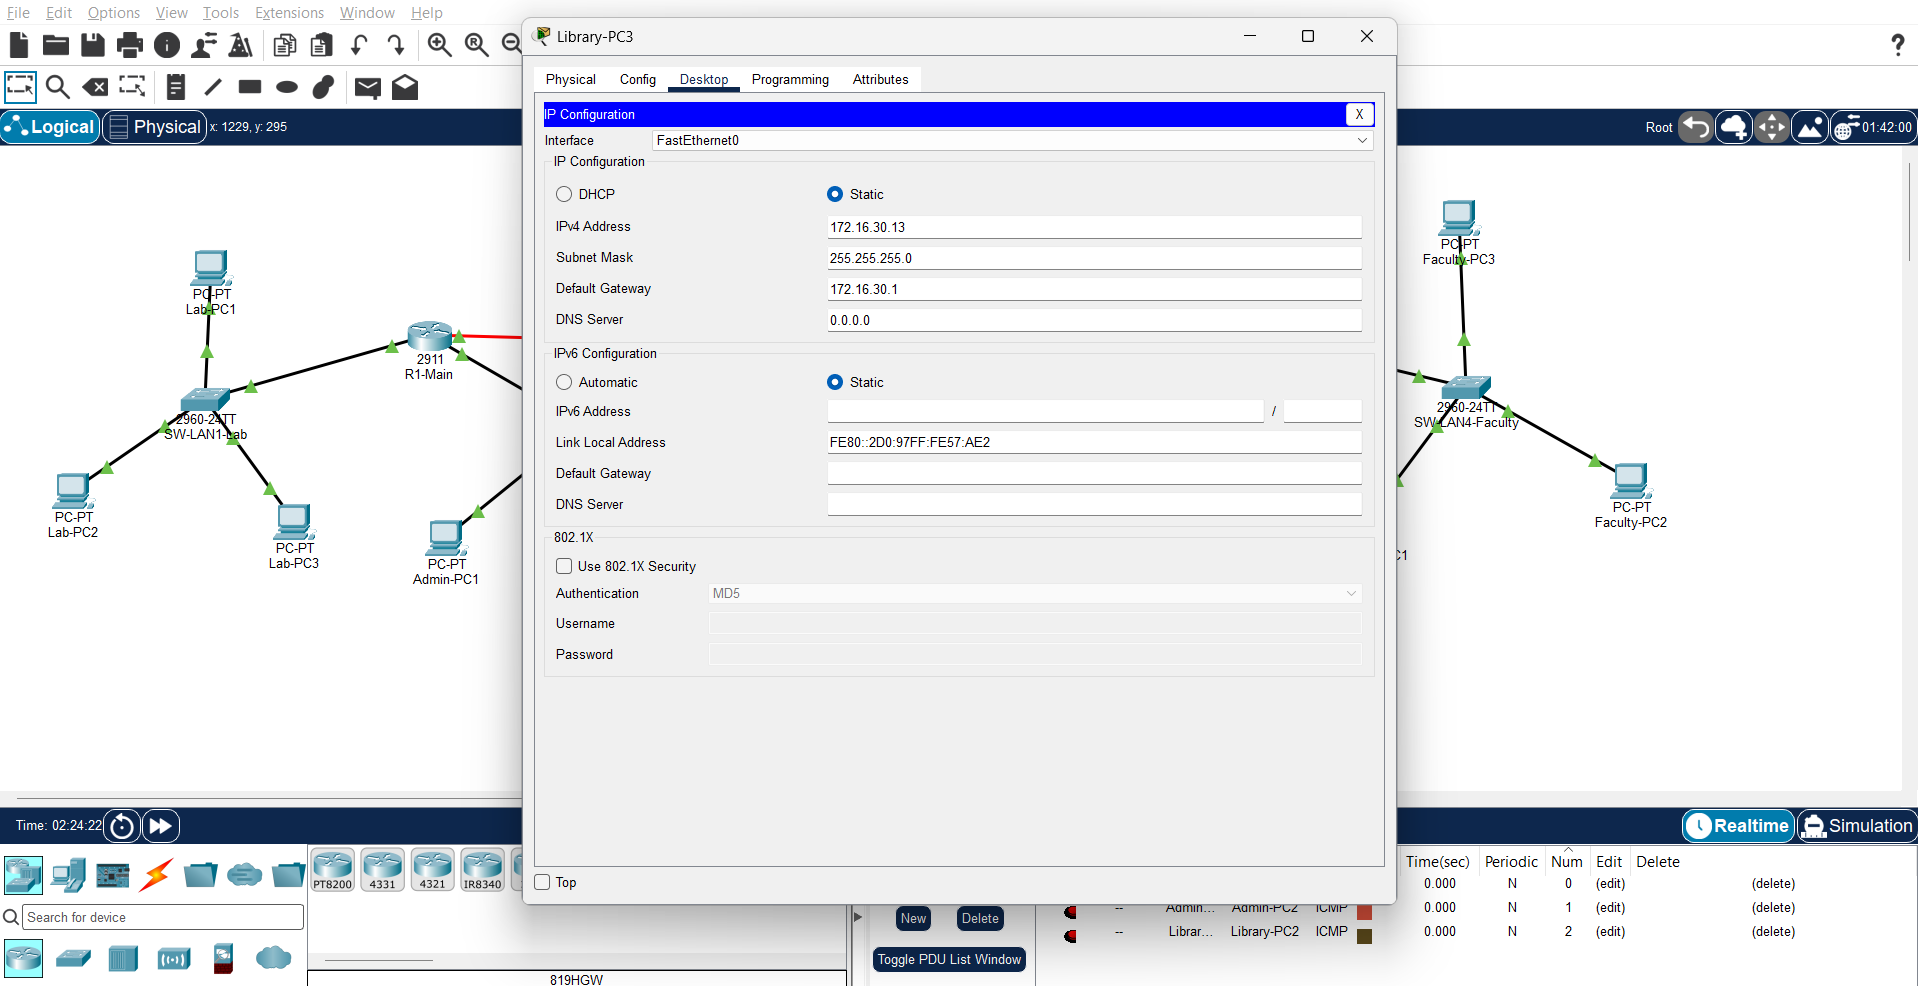 File Edit Options View Tools Extensions Window Help
Library-PC3
Physical Config Desktop Programming Attributes
Logical Physical x: 1229, y: 295
Root 01:42:00
IP Configuration X
Interface FastEthernet0
IP Configuration
DHCP Static
IPv4 Address 172.16.30.13
Subnet Mask 255.255.255.0
Default Gateway 172.16.30.1
DNS Server 0.0.0.0
IPv6 Configuration
Automatic Static
IPv6 Address /
Link Local Address FE80::2D0:97FF:FE57:AE2
Default Gateway
DNS Server
802.1X
Use 802.1X Security
Authentication MD5
Username
Password
Top
PC-PT
Lab-PC1
2911
R1-Main
2960-24TT
SW-LAN1-Lab
PC-PT
Lab-PC2
PC-PT
Lab-PC3
PC-PT
Admin-PC1
PC-PT
Faculty-PC3
2960-24TT
SW-LAN4-Faculty
PC-PT
Faculty-PC2
C1
Time: 02:24:22
Realtime Simulation
PT8200 4331 4321 IR8340
Search for device
819HGW
New Delete
Toggle PDU List Window
Time(sec) Periodic Num Edit Delete
0.000 N 0 (edit) (delete)
Admin... Admin-PC2 ICMP 0.000 N 1 (edit) (delete)
-- Librar... Library-PC2 ICMP 0.000 N 2 (edit) (delete)